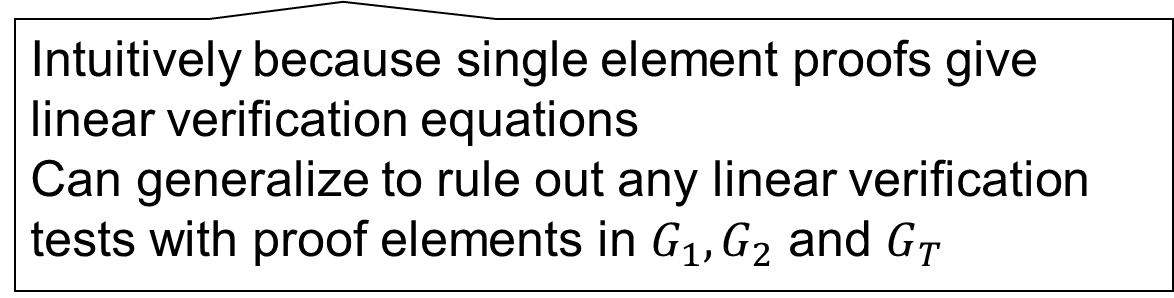 Intuitively because single element proofs give
linear verification equations
Can generalize to rule out any linear verification
tests with proof elements in G₁, G₂ and G_T